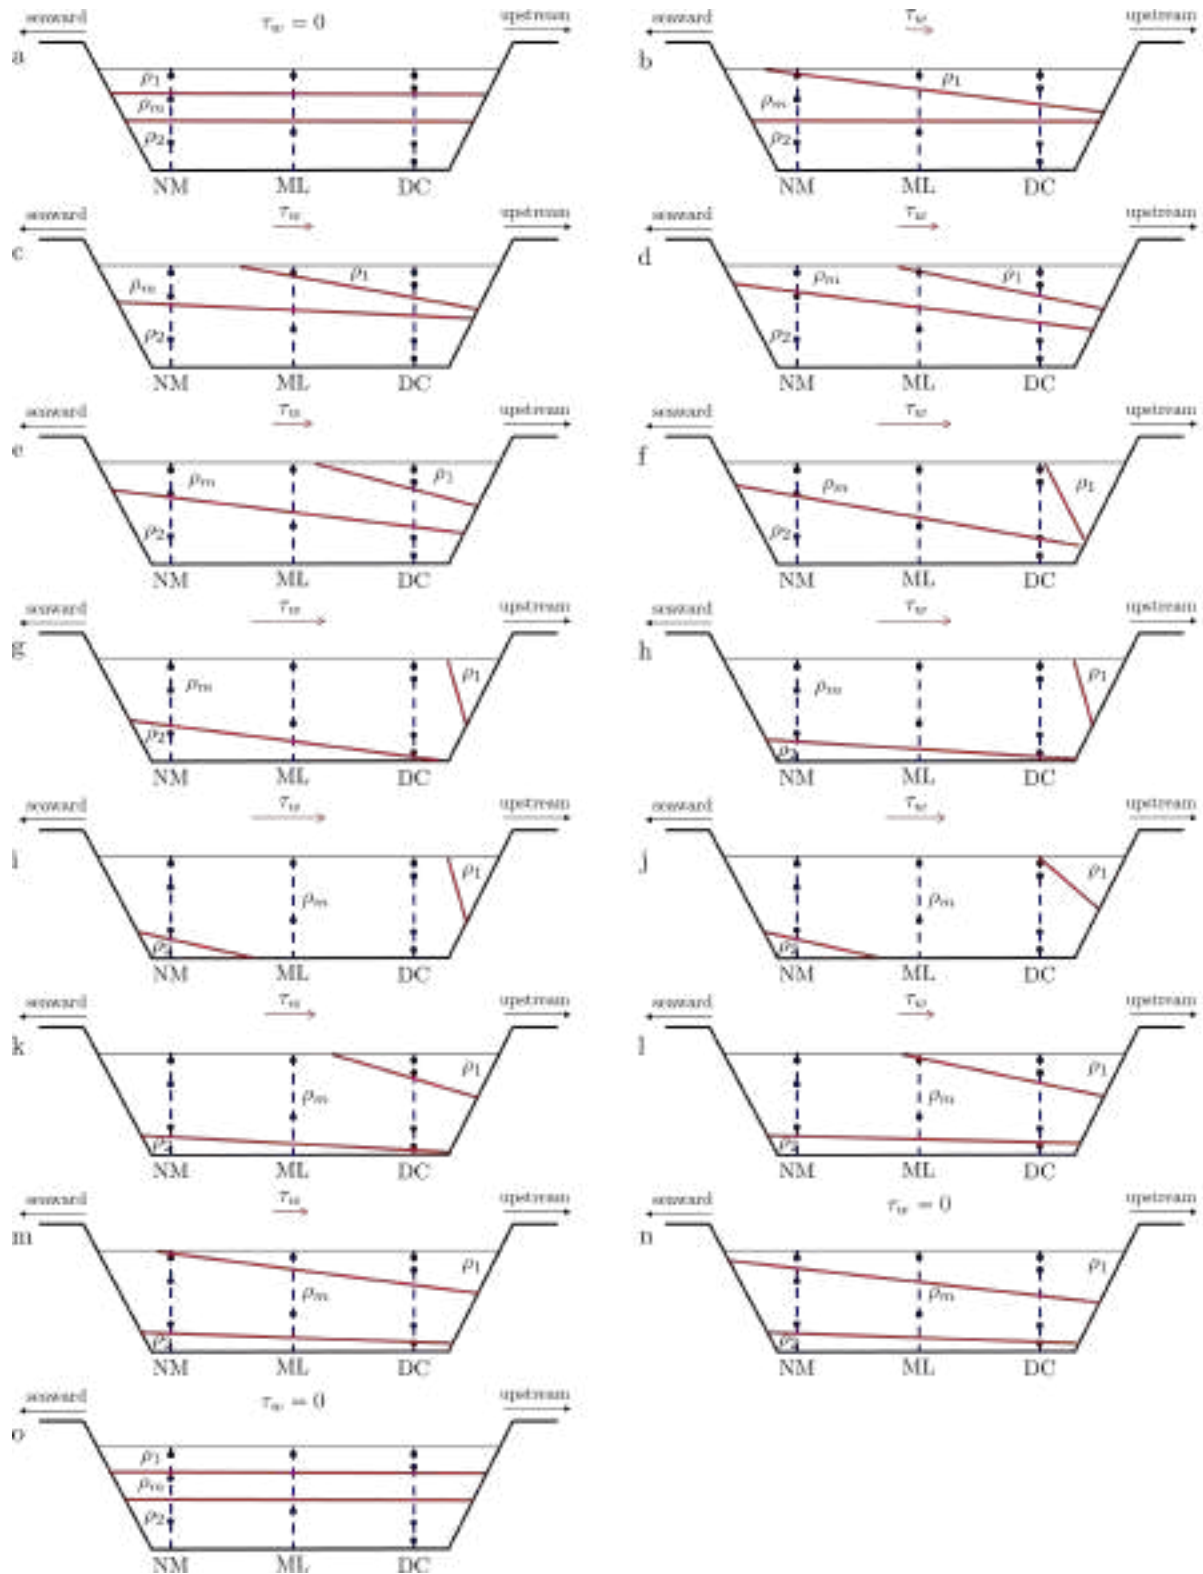 seaward τw = 0 upstream
a
ρ1
ρm
ρ2
NM ML DC
seaward τw upstream
b
ρ1
ρm
ρ2
NM ML DC
seaward τw upstream
c
ρ1
ρm
ρ2
NM ML DC
seaward τw upstream
d
ρm ρ1
ρ2
NM ML DC
seaward τw upstream
e
ρm ρ1
ρ2
NM ML DC
seaward τw upstream
f
ρm ρ1
ρ2
NM ML DC
seaward τw upstream
g
ρm ρ1
ρ2
NM ML DC
seaward τw upstream
h
ρm ρ1
ρ2
NM ML DC
seaward τw upstream
i
ρ1
ρm
ρ2
NM ML DC
seaward τw upstream
j
ρ1
ρm
ρ2
NM ML DC
seaward τw upstream
k
ρ1
ρm
ρ2
NM ML DC
seaward τw upstream
l
ρ1
ρm
ρ2
NM ML DC
seaward τw upstream
m
ρ1
ρm
ρ2
NM ML DC
seaward τw = 0 upstream
n
ρ1
ρm
ρ2
NM ML DC
seaward τw = 0 upstream
o
ρ1
ρm
ρ2
NM ML DC